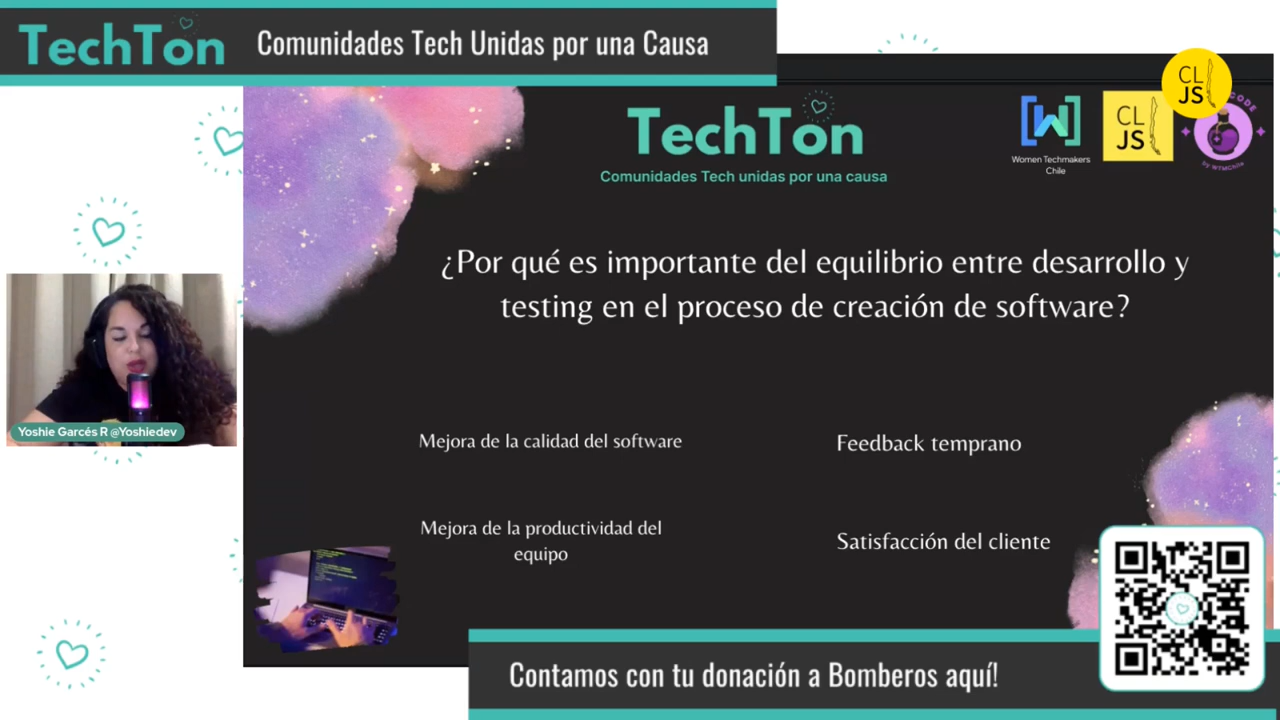 TechTon
Comunidades Tech Unidas por una Causa
CL
JS
TechTon
Comunidades Tech unidas por una causa
Women Techmakers
Chile
CL
JS
CODE
by WTMChile
¿Por qué es importante del equilibrio entre desarrollo y
testing en el proceso de creación de software?
Mejora de la calidad del software
Feedback temprano
Mejora de la productividad del
equipo
Satisfacción del cliente
Yoshie Garcés R @Yoshiedev
Contamos con tu donación a Bomberos aquí!